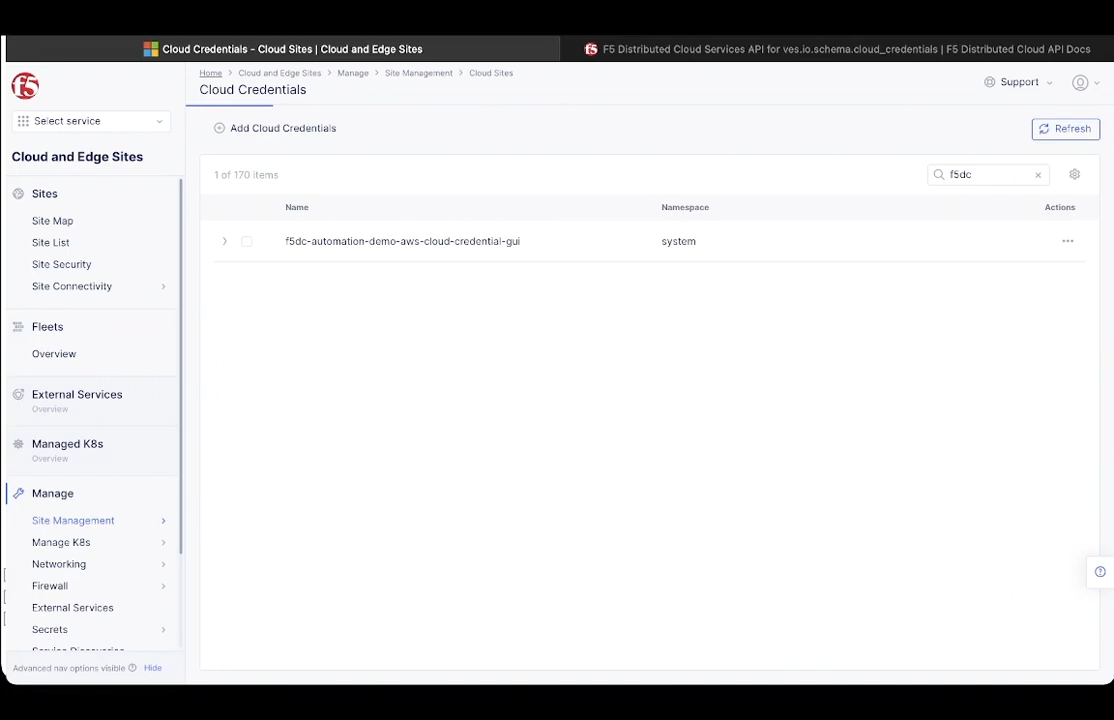 Cloud Credentials - Cloud Sites | Cloud and Edge Sites
F5 Distributed Cloud Services API for ves.io.schema.cloud_credentials | F5 Distributed Cloud API Docs
f5
Home > Cloud and Edge Sites > Manage > Site Management > Cloud Sites
Cloud Credentials
Support
Select service
Cloud and Edge Sites
Sites
Site Map
Site List
Site Security
Site Connectivity
Fleets
Overview
External Services
Overview
Managed K8s
Overview
Manage
Site Management
Manage K8s
Networking
Firewall
External Services
Secrets
Service Discoveries
Advanced nav options visible Hide
Add Cloud Credentials
Refresh
1 of 170 items
f5dc
Name Namespace Actions
f5dc-automation-demo-aws-cloud-credential-gui system